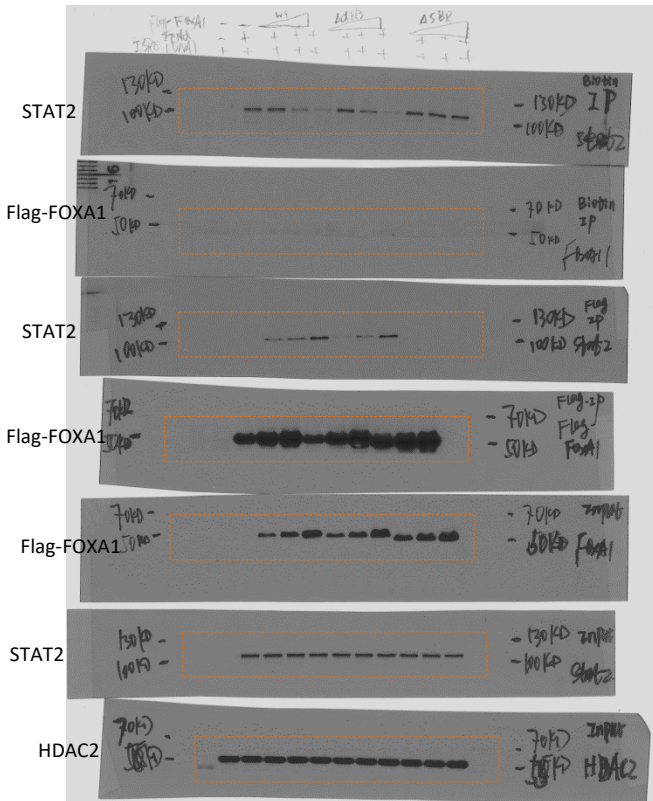 Flag-FOXA1 - - WT ΔαH3 ΔSBP
- + + + + + + + + + +
+ + + + + + + + + + +
STAT2 130KD - 100KD - - 130KD - 100KD Biotin IP Stat2
Flag-FOXA1 70KD - 50KD - - 70KD - 50KD Biotin IP FoxA1
STAT2 130KD - 100KD - - 130KD - 100KD Flag IP Stat2
Flag-FOXA1 70KD - 50KD - - 70KD - 50KD Flag-IP Flag- FoxA1
Flag-FOXA1 70KD - 50KD - - 70KD - 50KD Input FoxA1
STAT2 130KD - 100KD - - 130KD - 100KD Input Stat2
HDAC2 70KD - - 70KD - Input HDAC2